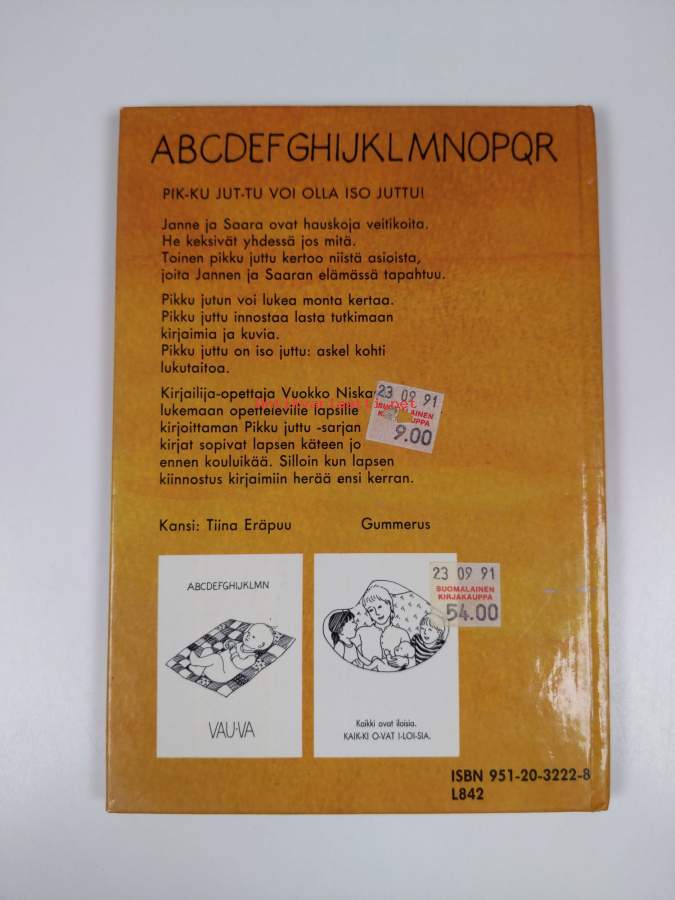 ABCDEFGHIJKLMNOPQR
PIK-KU JUT-TU VOI OLLA ISO JUTTU!
Janne ja Saara ovat hauskoja veitikoita.
He keksivät yhdessä jos mitä.
Toinen pikku juttu kertoo niistä asioista,
joita Jannen ja Saaran elämässä tapahtuu.
Pikku jutun voi lukea monta kertaa.
Pikku juttu innostaa lasta tutkimaan
kirjaimia ja kuvia.
Pikku juttu on iso juttu: askel kohti
lukutaitoa.
Kirjailija-opettaja Vuokko Niska
lukemaan opetteleville lapsille
kirjoittaman Pikku juttu -sarjan
kirjat sopivat lapsen käteen jo
ennen kouluikää. Silloin kun lapsen
kiinnostus kirjaimiin herää ensi kerran.
23 09 91
SUOMALAINEN
KIRJAKAUPPA
9.00
Kansi: Tiina Eräpuu Gummerus
ABCDEFGHIJKLMN
VAU-VA
23 09 91
SUOMALAINEN
KIRJAKAUPPA
54.00
Kaikki ovat iloisia.
KAIK-KI O-VAT I-LOI-SIA.
ISBN 951-20-3222-8
L842